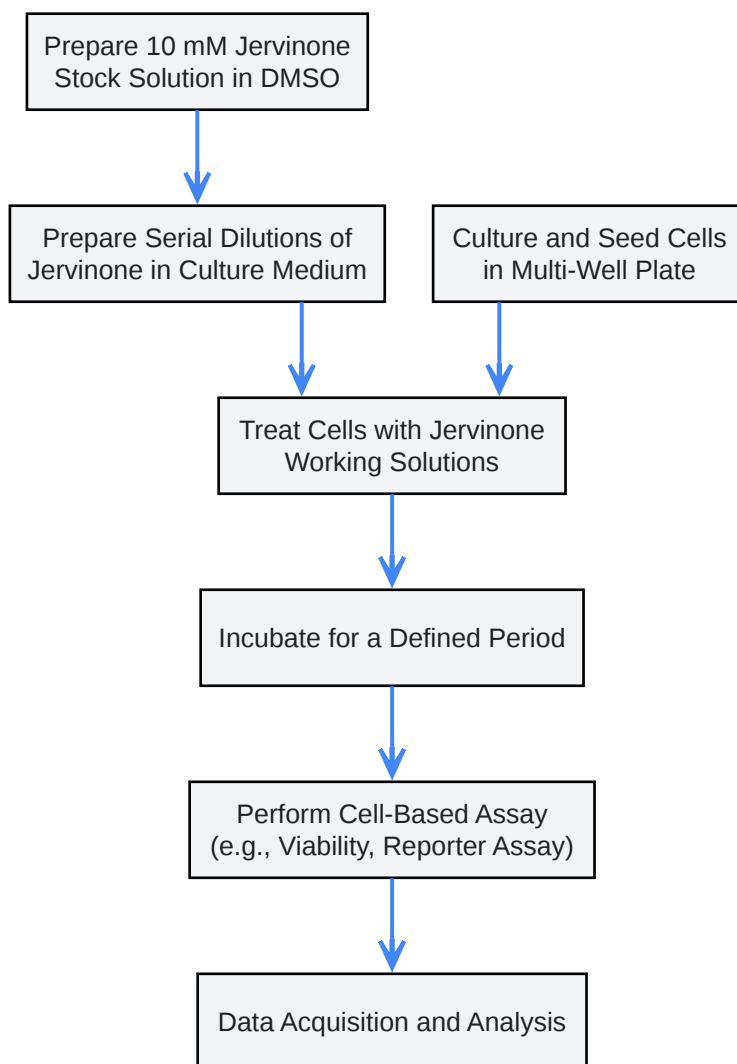 Prepare 10 mM Jervinone
Stock Solution in DMSO
Prepare Serial Dilutions of
Jervinone in Culture Medium
Culture and Seed Cells
in Multi-Well Plate
Treat Cells with Jervinone
Working Solutions
Incubate for a Defined Period
Perform Cell-Based Assay
(e.g., Viability, Reporter Assay)
Data Acquisition and Analysis